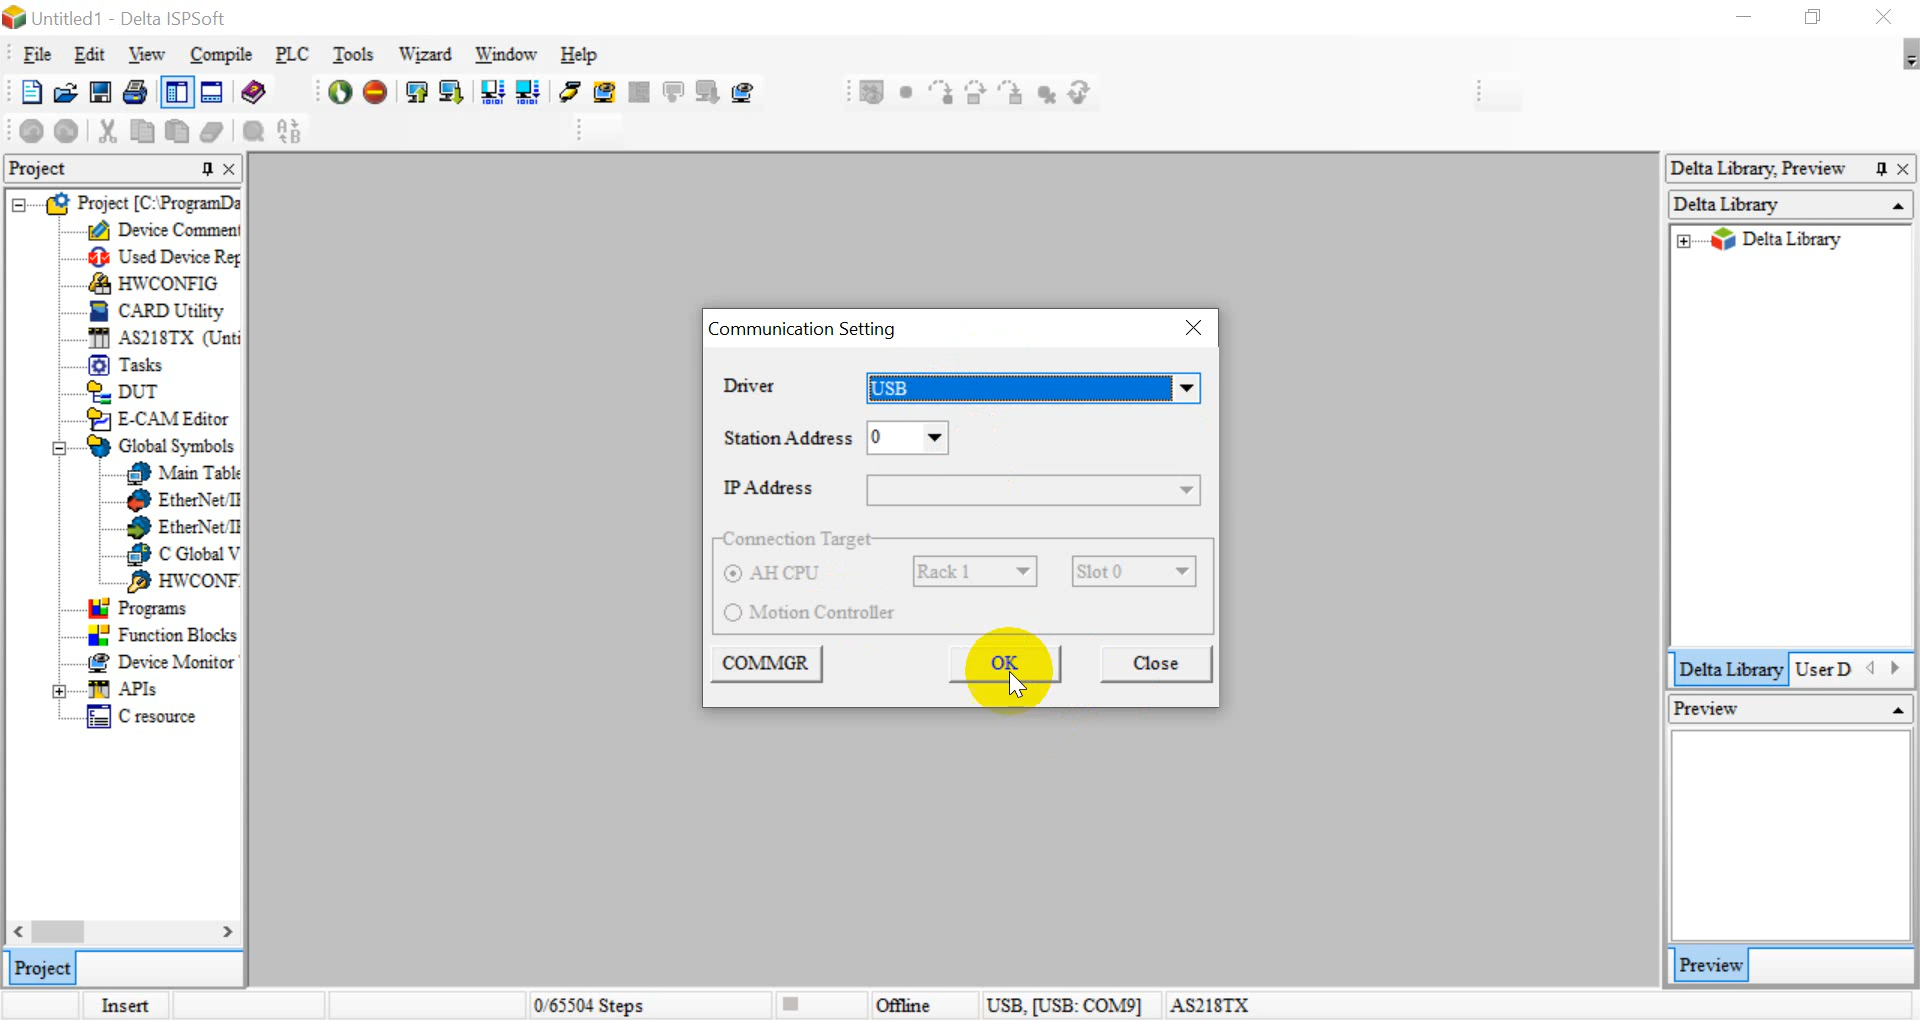 Untitled1 - Delta ISPSoft
File Edit View Compile PLC Tools Wizard Window Help
Project
Project [C:\ProgramDa
Device Comment
Used Device Rep
HWCONFIG
CARD Utility
AS218TX (Unti
Tasks
DUT
E-CAM Editor
Global Symbols
Main Table
EtherNet/IP
EtherNet/IP
C Global V
HWCONF
Programs
Function Blocks
Device Monitor
APIs
C resource
Project
Communication Setting
Driver USB
Station Address 0
IP Address
Connection Target
AH CPU Rack 1 Slot 0
Motion Controller
COMMGR OK Close
Delta Library, Preview
Delta Library
Delta Library
Delta Library User D
Preview
Preview
Insert 0/65504 Steps Offline USB, [USB: COM9] AS218TX